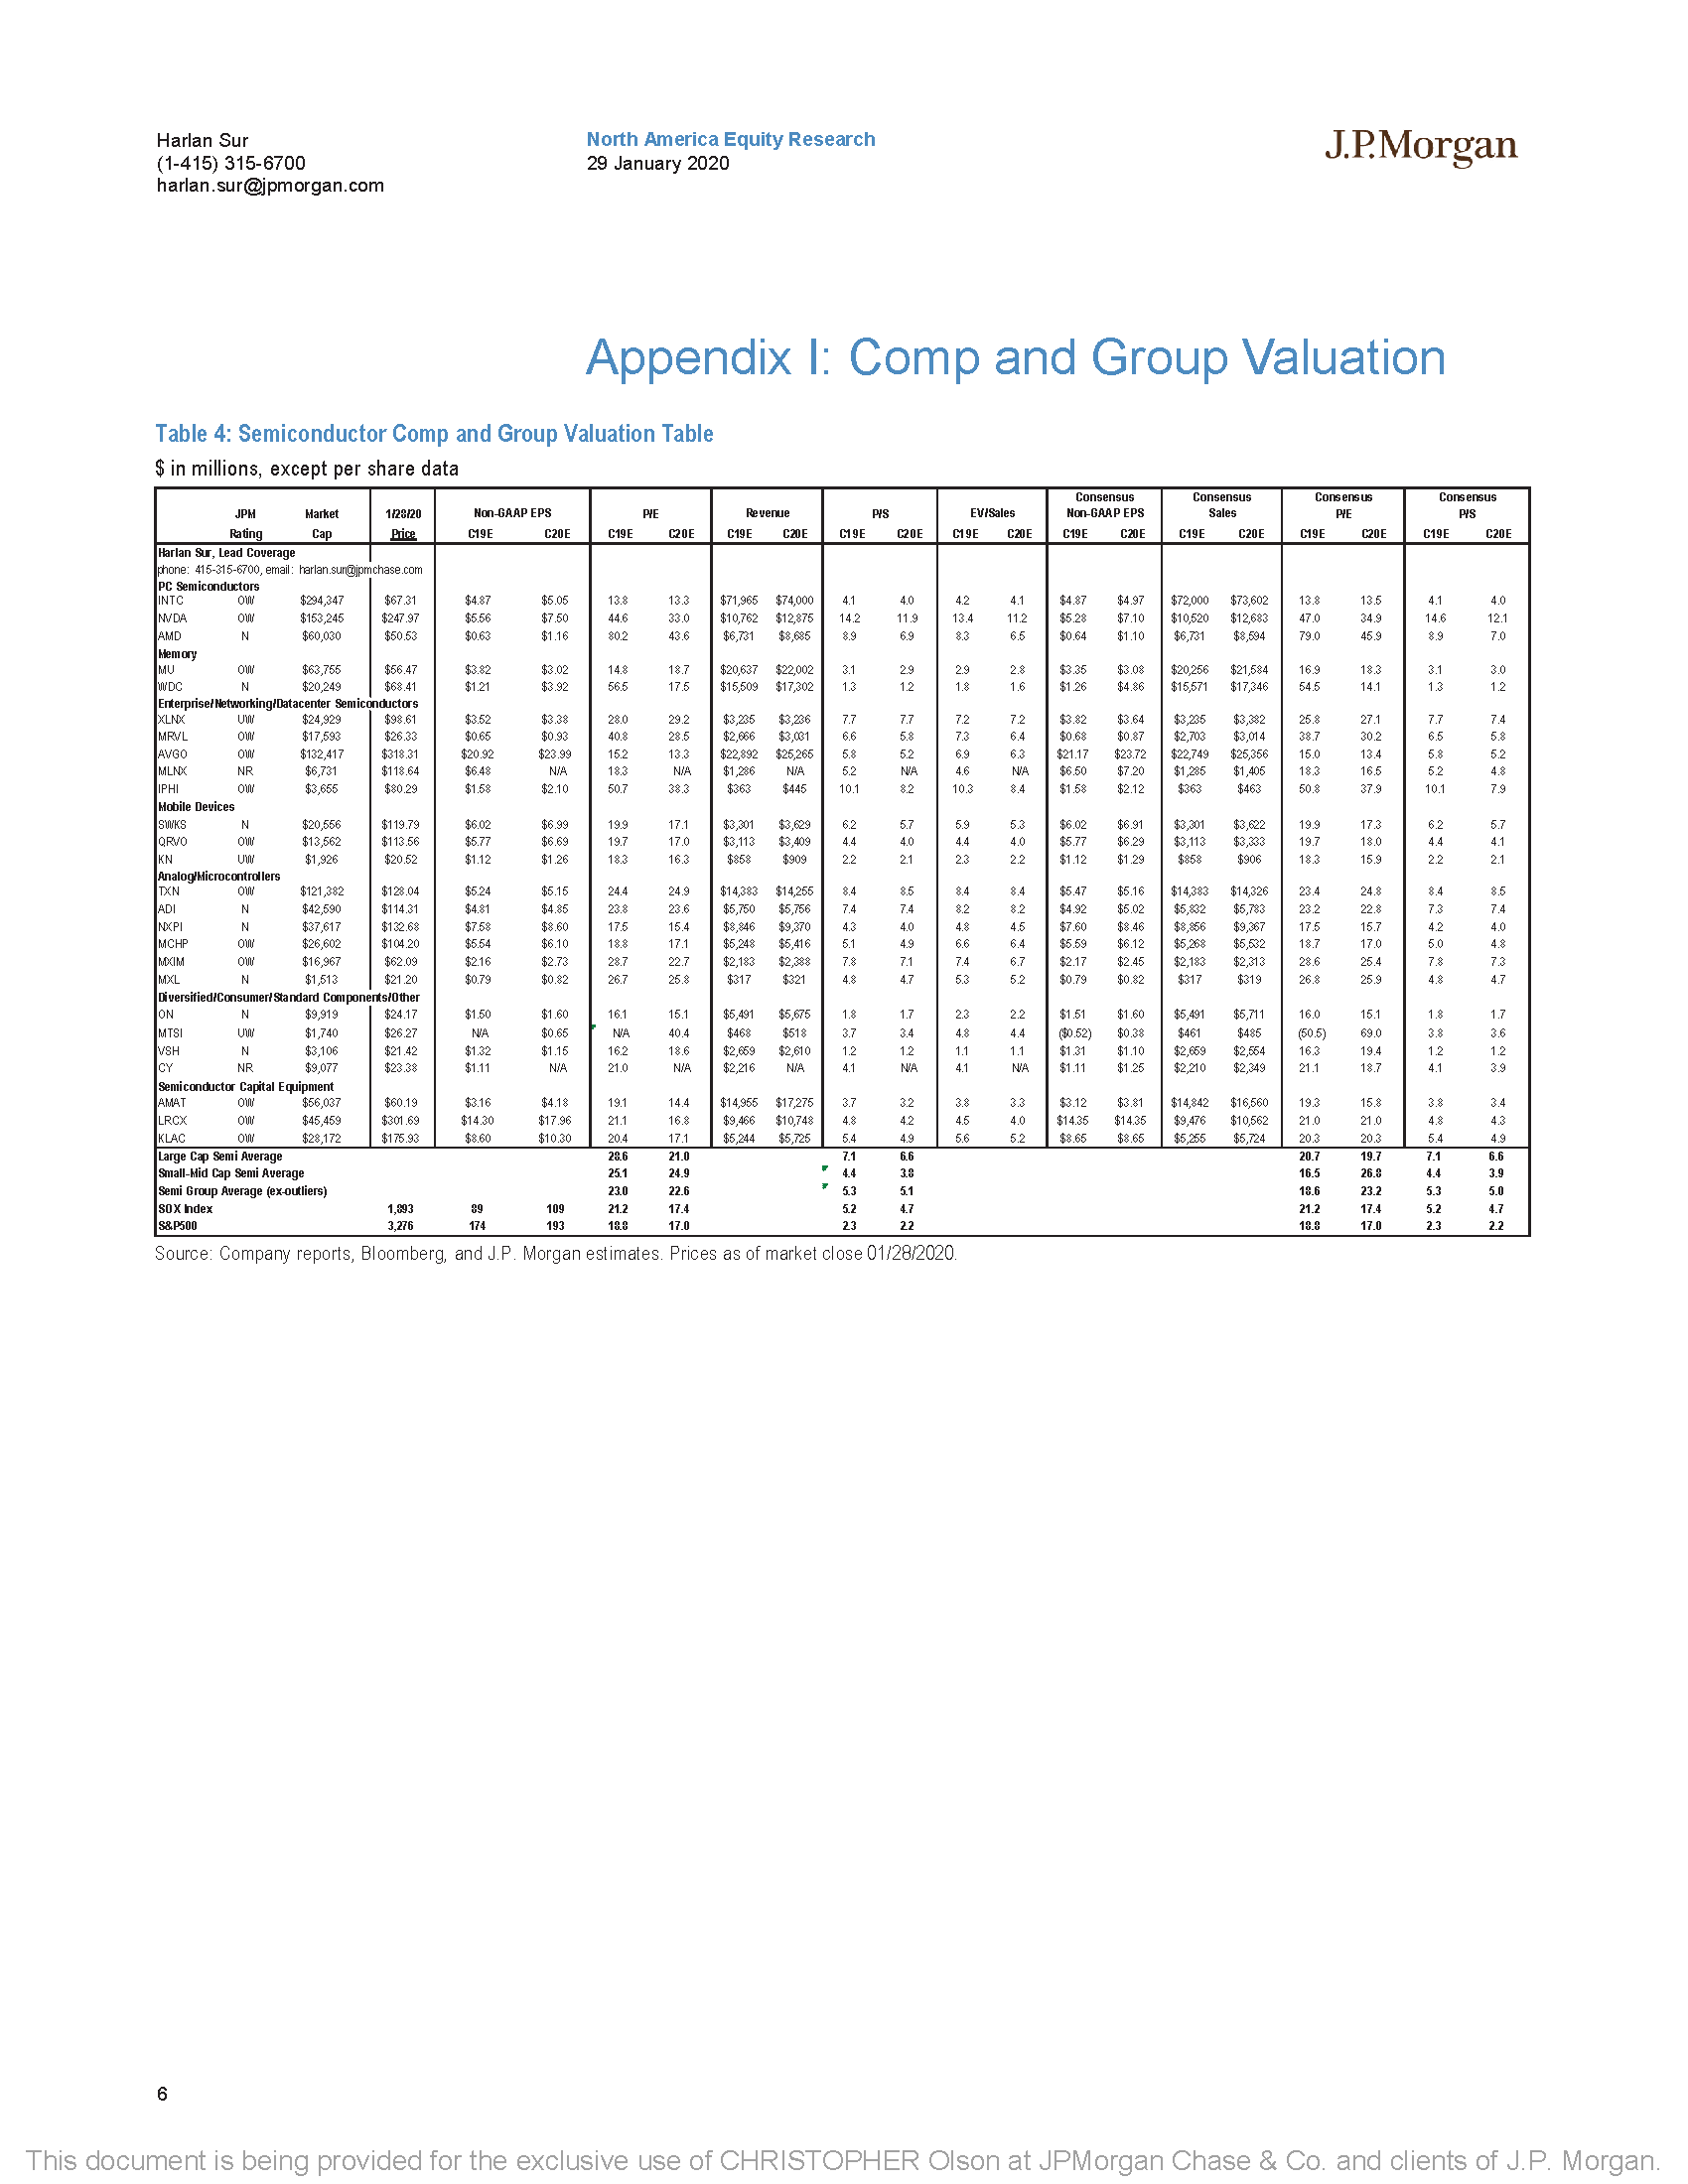 Harlan Sur
(1-415) 315-6700
harlan.sur@jpmorgan.com
North America Equity Research
29 January 2020
J.P.Morgan
Appendix I: Comp and Group Valuation
Table 4: Semiconductor Comp and Group Valuation Table
$ in millions, except per share data
Consensus Consensus Consensus Consensus
JPM Market 1/28/20 Non-GAAP EPS P/E Revenue P/S EV/Sales Non-GAAP EPS Sales P/E P/S
Rating Cap Price C19E C20E C19E C20E C19E C20E C19E C20E C19E C20E C19E C20E C19E C20E C19E C20E C19E C20E
Harlan Sur, Lead Coverage
phone: 415-315-6700, email: harlan.sur@jpmchase.com
PC Semiconductors
INTC OW $294,347 $67.31 $4.87 $5.05 13.8 13.3 $71,965 $74,000 4.1 4.0 4.2 4.1 $4.87 $4.97 $72,000 $73,602 13.8 13.5 4.1 4.0
NVDA OW $153,245 $247.97 $5.56 $7.50 44.6 33.0 $10,762 $12,875 14.2 11.9 13.4 11.2 $5.28 $7.10 $10,520 $12,683 47.0 34.9 14.6 12.1
AMD N $60,030 $50.53 $0.63 $1.16 80.2 43.6 $6,731 $8,685 8.9 6.9 8.3 6.5 $0.64 $1.10 $6,731 $8,594 79.0 45.9 8.9 7.0
Memory
MU OW $63,755 $56.47 $3.82 $3.02 14.8 18.7 $20,637 $22,002 3.1 2.9 2.9 2.8 $3.35 $3.08 $20,256 $21,584 16.9 18.3 3.1 3.0
WDC N $20,249 $68.41 $1.21 $3.92 56.5 17.5 $15,509 $17,302 1.3 1.2 1.8 1.6 $1.26 $4.86 $15,571 $17,346 54.5 14.1 1.3 1.2
Enterprise/Networking/Datacenter Semiconductors
XLNX UW $24,929 $98.61 $3.52 $3.38 28.0 29.2 $3,235 $3,236 7.7 7.7 7.2 7.2 $3.82 $3.64 $3,235 $3,382 25.8 27.1 7.7 7.4
MRVL OW $17,593 $26.33 $0.65 $0.93 40.8 28.5 $2,666 $3,031 6.6 5.8 7.3 6.4 $0.68 $0.87 $2,703 $3,014 38.7 30.2 6.5 5.8
AVGO OW $132,417 $318.31 $20.92 $23.99 15.2 13.3 $22,892 $25,265 5.8 5.2 6.9 6.3 $21.17 $23.72 $22,749 $25,356 15.0 13.4 5.8 5.2
MLNX NR $6,731 $118.64 $6.48 N/A 18.3 N/A $1,286 N/A 5.2 N/A 4.6 N/A $6.50 $7.20 $1,285 $1,405 18.3 16.5 5.2 4.8
IPHI OW $3,655 $80.29 $1.58 $2.10 50.7 38.3 $363 $445 10.1 8.2 10.3 8.4 $1.58 $2.12 $363 $463 50.8 37.9 10.1 7.9
Mobile Devices
SWKS N $20,556 $119.79 $6.02 $6.99 19.9 17.1 $3,301 $3,629 6.2 5.7 5.9 5.3 $6.02 $6.91 $3,301 $3,622 19.9 17.3 6.2 5.7
QRVO OW $13,562 $113.56 $5.77 $6.69 19.7 17.0 $3,113 $3,409 4.4 4.0 4.4 4.0 $5.77 $6.29 $3,113 $3,333 19.7 18.0 4.4 4.1
KN UW $1,926 $20.52 $1.12 $1.26 18.3 16.3 $858 $909 2.2 2.1 2.3 2.2 $1.12 $1.29 $858 $906 18.3 15.9 2.2 2.1
Analog/Microcontrollers
TXN OW $121,382 $128.04 $5.24 $5.15 24.4 24.9 $14,383 $14,255 8.4 8.5 8.4 8.4 $5.47 $5.16 $14,383 $14,326 23.4 24.8 8.4 8.5
ADI N $42,590 $114.31 $4.81 $4.85 23.8 23.6 $5,750 $5,756 7.4 7.4 8.2 8.2 $4.92 $5.02 $5,832 $5,783 23.2 22.8 7.3 7.4
NXPI N $37,617 $132.68 $7.58 $8.60 17.5 15.4 $8,846 $9,370 4.3 4.0 4.8 4.5 $7.60 $8.46 $8,856 $9,367 17.5 15.7 4.2 4.0
MCHP OW $26,602 $104.20 $5.54 $6.10 18.8 17.1 $5,248 $5,416 5.1 4.9 6.6 6.4 $5.59 $6.12 $5,268 $5,532 18.7 17.0 5.0 4.8
MXIM OW $16,967 $62.09 $2.16 $2.73 28.7 22.7 $2,183 $2,388 7.8 7.1 7.4 6.7 $2.17 $2.45 $2,183 $2,313 28.6 25.4 7.8 7.3
MXL N $1,513 $21.20 $0.79 $0.82 26.7 25.8 $317 $321 4.8 4.7 5.3 5.2 $0.79 $0.82 $317 $319 26.8 25.9 4.8 4.7
Diversified/Consumer/Standard Components/Other
ON N $9,919 $24.17 $1.50 $1.60 16.1 15.1 $5,491 $5,675 1.8 1.7 2.3 2.2 $1.51 $1.60 $5,491 $5,711 16.0 15.1 1.8 1.7
MTSI UW $1,740 $26.27 N/A $0.65 N/A 40.4 $468 $518 3.7 3.4 4.8 4.4 ($0.52) $0.38 $461 $485 (50.5) 69.0 3.8 3.6
VSH N $3,106 $21.42 $1.32 $1.15 16.2 18.6 $2,659 $2,610 1.2 1.2 1.1 1.1 $1.31 $1.10 $2,659 $2,554 16.3 19.4 1.2 1.2
CY NR $9,077 $23.38 $1.11 N/A 21.0 N/A $2,216 N/A 4.1 N/A 4.1 N/A $1.11 $1.25 $2,210 $2,349 21.1 18.7 4.1 3.9
Semiconductor Capital Equipment
AMAT OW $56,037 $60.19 $3.16 $4.18 19.1 14.4 $14,955 $17,275 3.7 3.2 3.8 3.3 $3.12 $3.81 $14,842 $16,560 19.3 15.8 3.8 3.4
LRCX OW $45,459 $301.69 $14.30 $17.96 21.1 16.8 $9,466 $10,748 4.8 4.2 4.5 4.0 $14.35 $14.35 $9,476 $10,562 21.0 21.0 4.8 4.3
KLAC OW $28,172 $175.93 $8.60 $10.30 20.4 17.1 $5,244 $5,725 5.4 4.9 5.6 5.2 $8.65 $8.65 $5,255 $5,724 20.3 20.3 5.4 4.9
Large Cap Semi Average 28.6 21.0 7.1 6.6 20.7 19.7 7.1 6.6
Small-Mid Cap Semi Average 25.1 24.9 4.4 3.8 16.5 26.8 4.4 3.9
Semi Group Average (ex-outliers) 23.0 22.6 5.3 5.1 18.6 23.2 5.3 5.0
SOX Index 1,893 89 109 21.2 17.4 5.2 4.7 21.2 17.4 5.2 4.7
S&P500 3,276 174 193 18.8 17.0 2.3 2.2 18.8 17.0 2.3 2.2
Source: Company reports, Bloomberg, and J.P. Morgan estimates. Prices as of market close 01/28/2020.
6
This document is being provided for the exclusive use of CHRISTOPHER Olson at JPMorgan Chase & Co. and clients of J.P. Morgan.